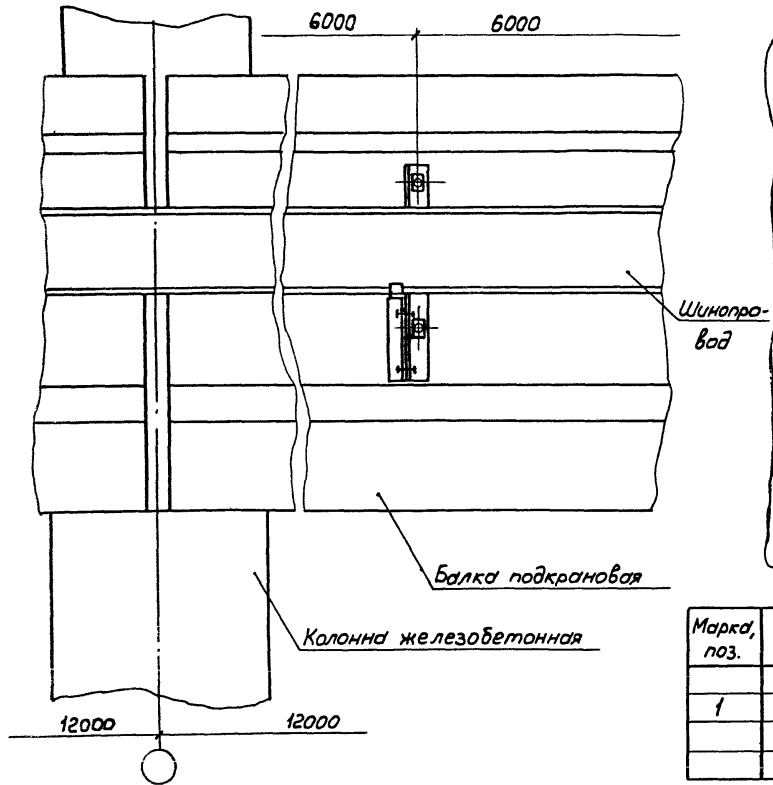 6000 6000
Шинопро-
вод
Балка подкрановая
Колонна железобетонная
12000 12000
Марка,
поз.
1